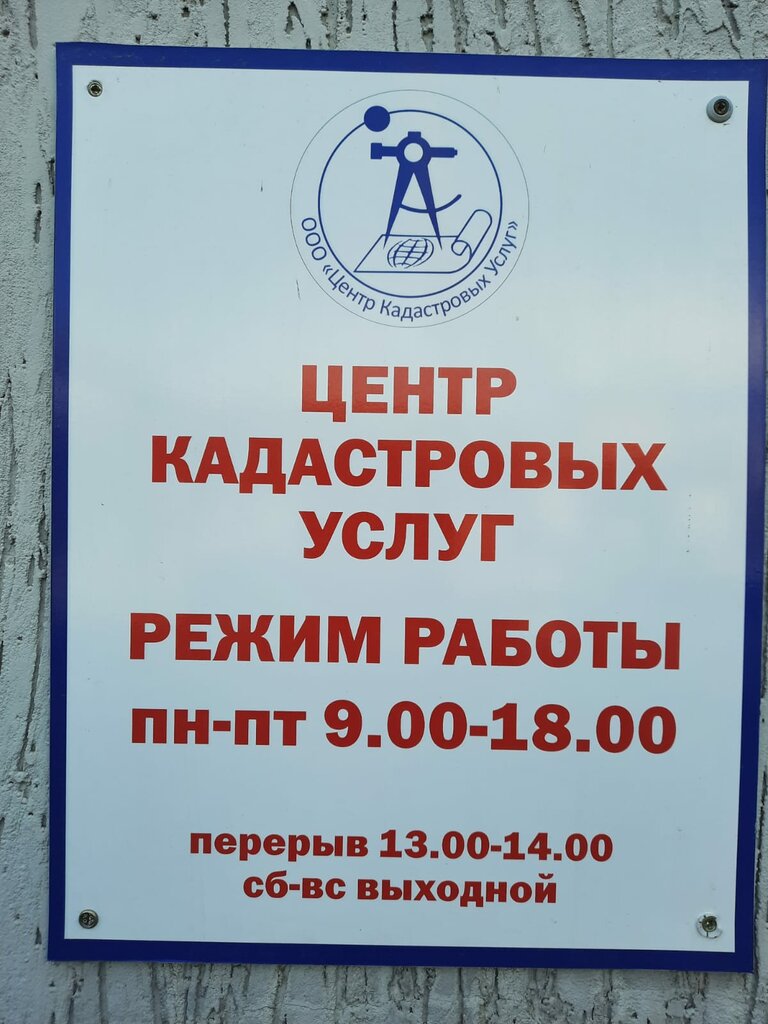 ООО «Центр Кадастровых Услуг»
ЦЕНТР
КАДАСТРОВЫХ
УСЛУГ
РЕЖИМ РАБОТЫ
пн-пт 9.00-18.00
перерыв 13.00-14.00
сб-вс выходной